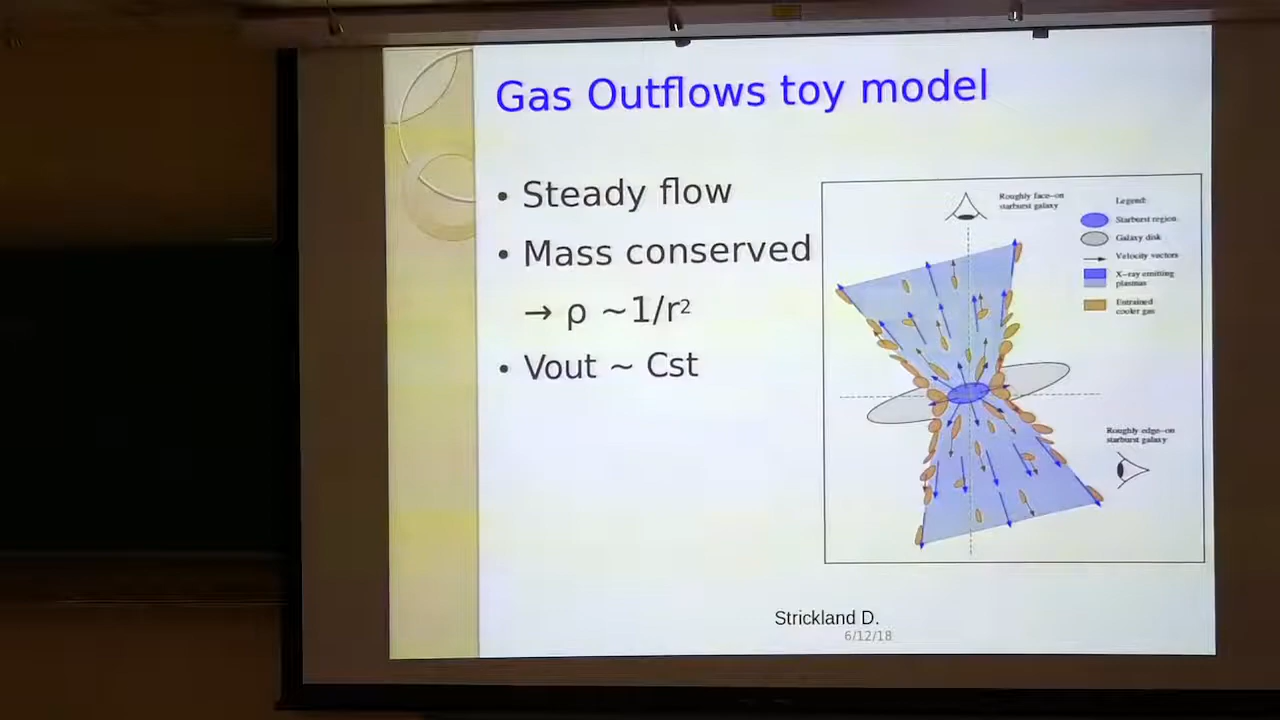 Gas Outflows toy model
• Steady flow
• Mass conserved
→ ρ ~1/r²
• Vout ~ Cst
Roughly face-on
starburst galaxy
Legend:
Starburst region
Galaxy disk
Velocity vectors
X-ray emitting
plasmas
Entrained
cooler gas
Roughly edge-on
starburst galaxy
Strickland D.
6/12/18